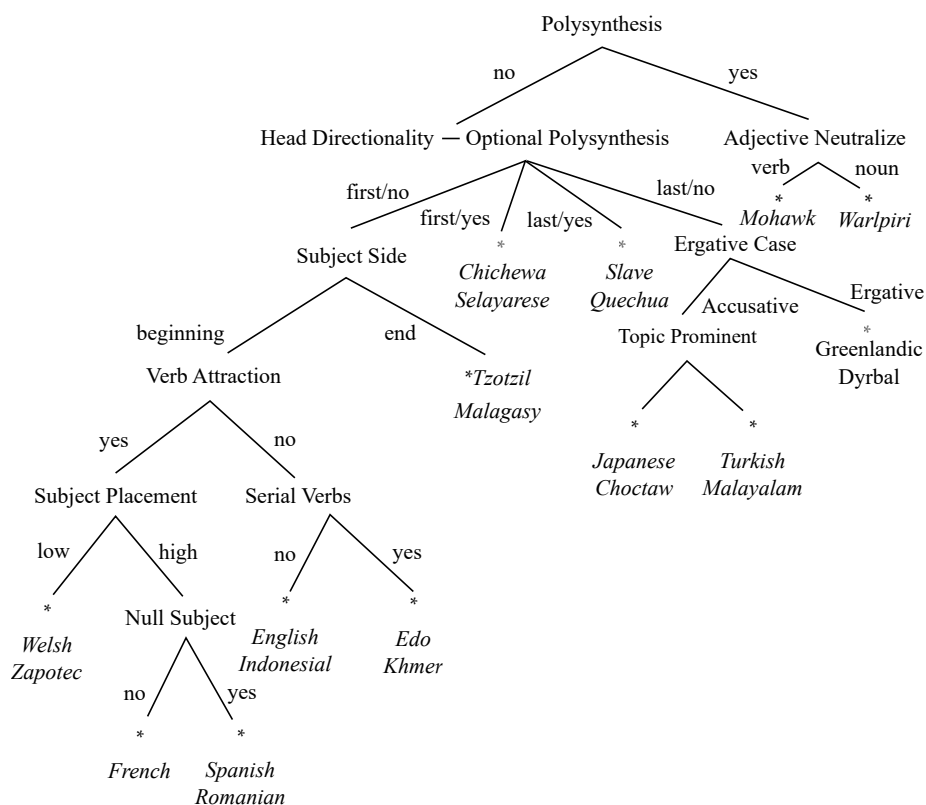 Polysynthesis
no
yes
Head Directionality — Optional Polysynthesis
Adjective Neutralize
verb
noun
first/no
first/yes
last/yes
last/no
*
Mohawk
*
Warlpiri
Subject Side
*
Chichewa
Selayarese
*
Slave
Quechua
Ergative Case
Accusative
Ergative
beginning
end
Topic Prominent
*
Greenlandic
Dyrbal
Verb Attraction
*Tzotzil
Malagasy
yes
no
*
Japanese
Choctaw
*
Turkish
Malayalam
Subject Placement
Serial Verbs
low
high
no
yes
*
Welsh
Zapotec
Null Subject
*
English
Indonesial
*
Edo
Khmer
no
yes
*
French
*
Spanish
Romanian